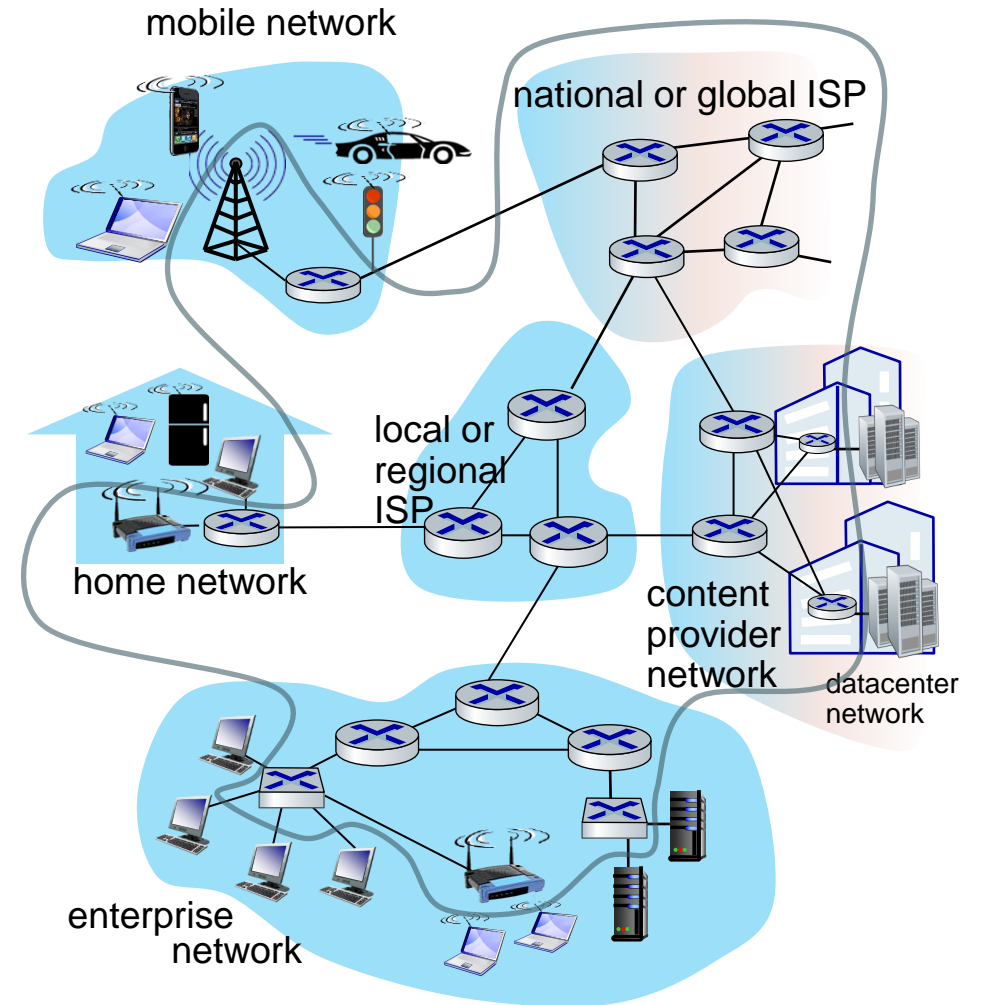 mobile network
national or global ISP
local or
regional
ISP
home network
content
provider
network
datacenter
network
enterprise
network